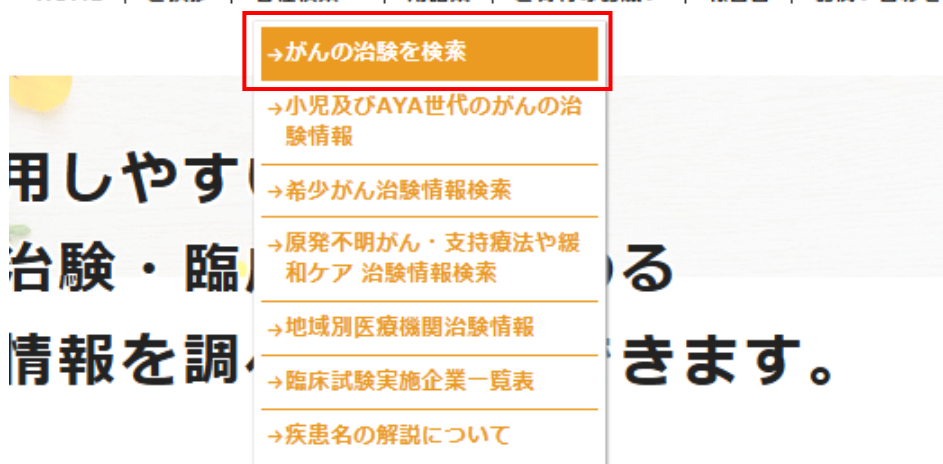 →がんの治験を検索
→小児及びAYA世代のがんの治
験情報
→希少がん治験情報検索
→原発不明がん・支持療法や緩
和ケア 治験情報検索
→地域別医療機関治験情報
→臨床試験実施企業一覧表
→疾患名の解説について
用しやす
治験・臨
る
情報を調
きます。